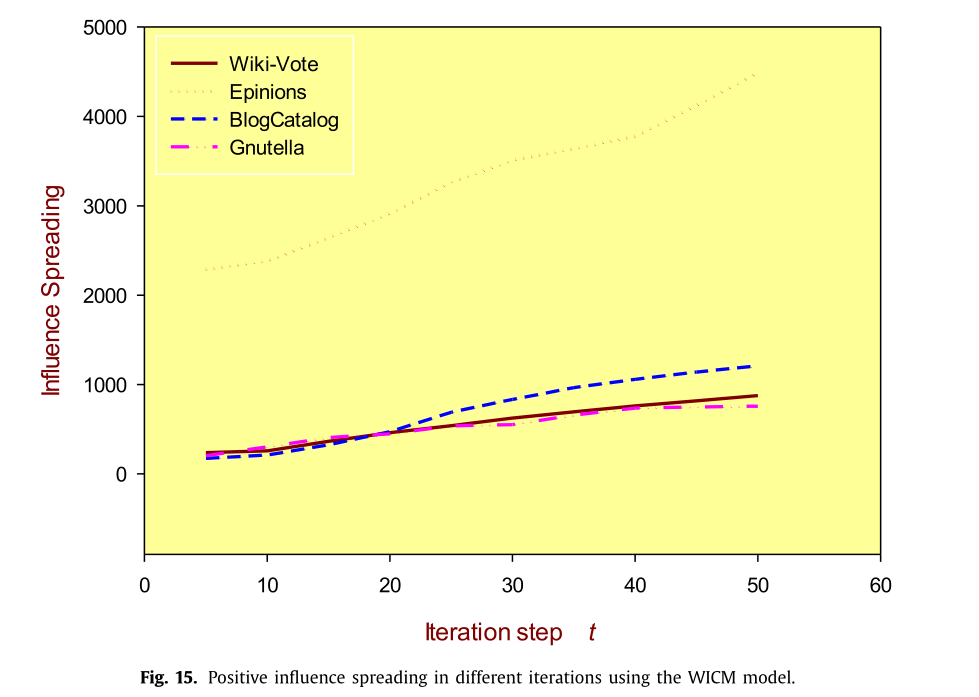 5000
4000
3000
2000
1000
0
Influence Spreading
Wiki-Vote
Epinions
BlogCatalog
Gnutella
0 10 20 30 40 50 60
Iteration step t
Fig. 15. Positive influence spreading in different iterations using the WICM model.